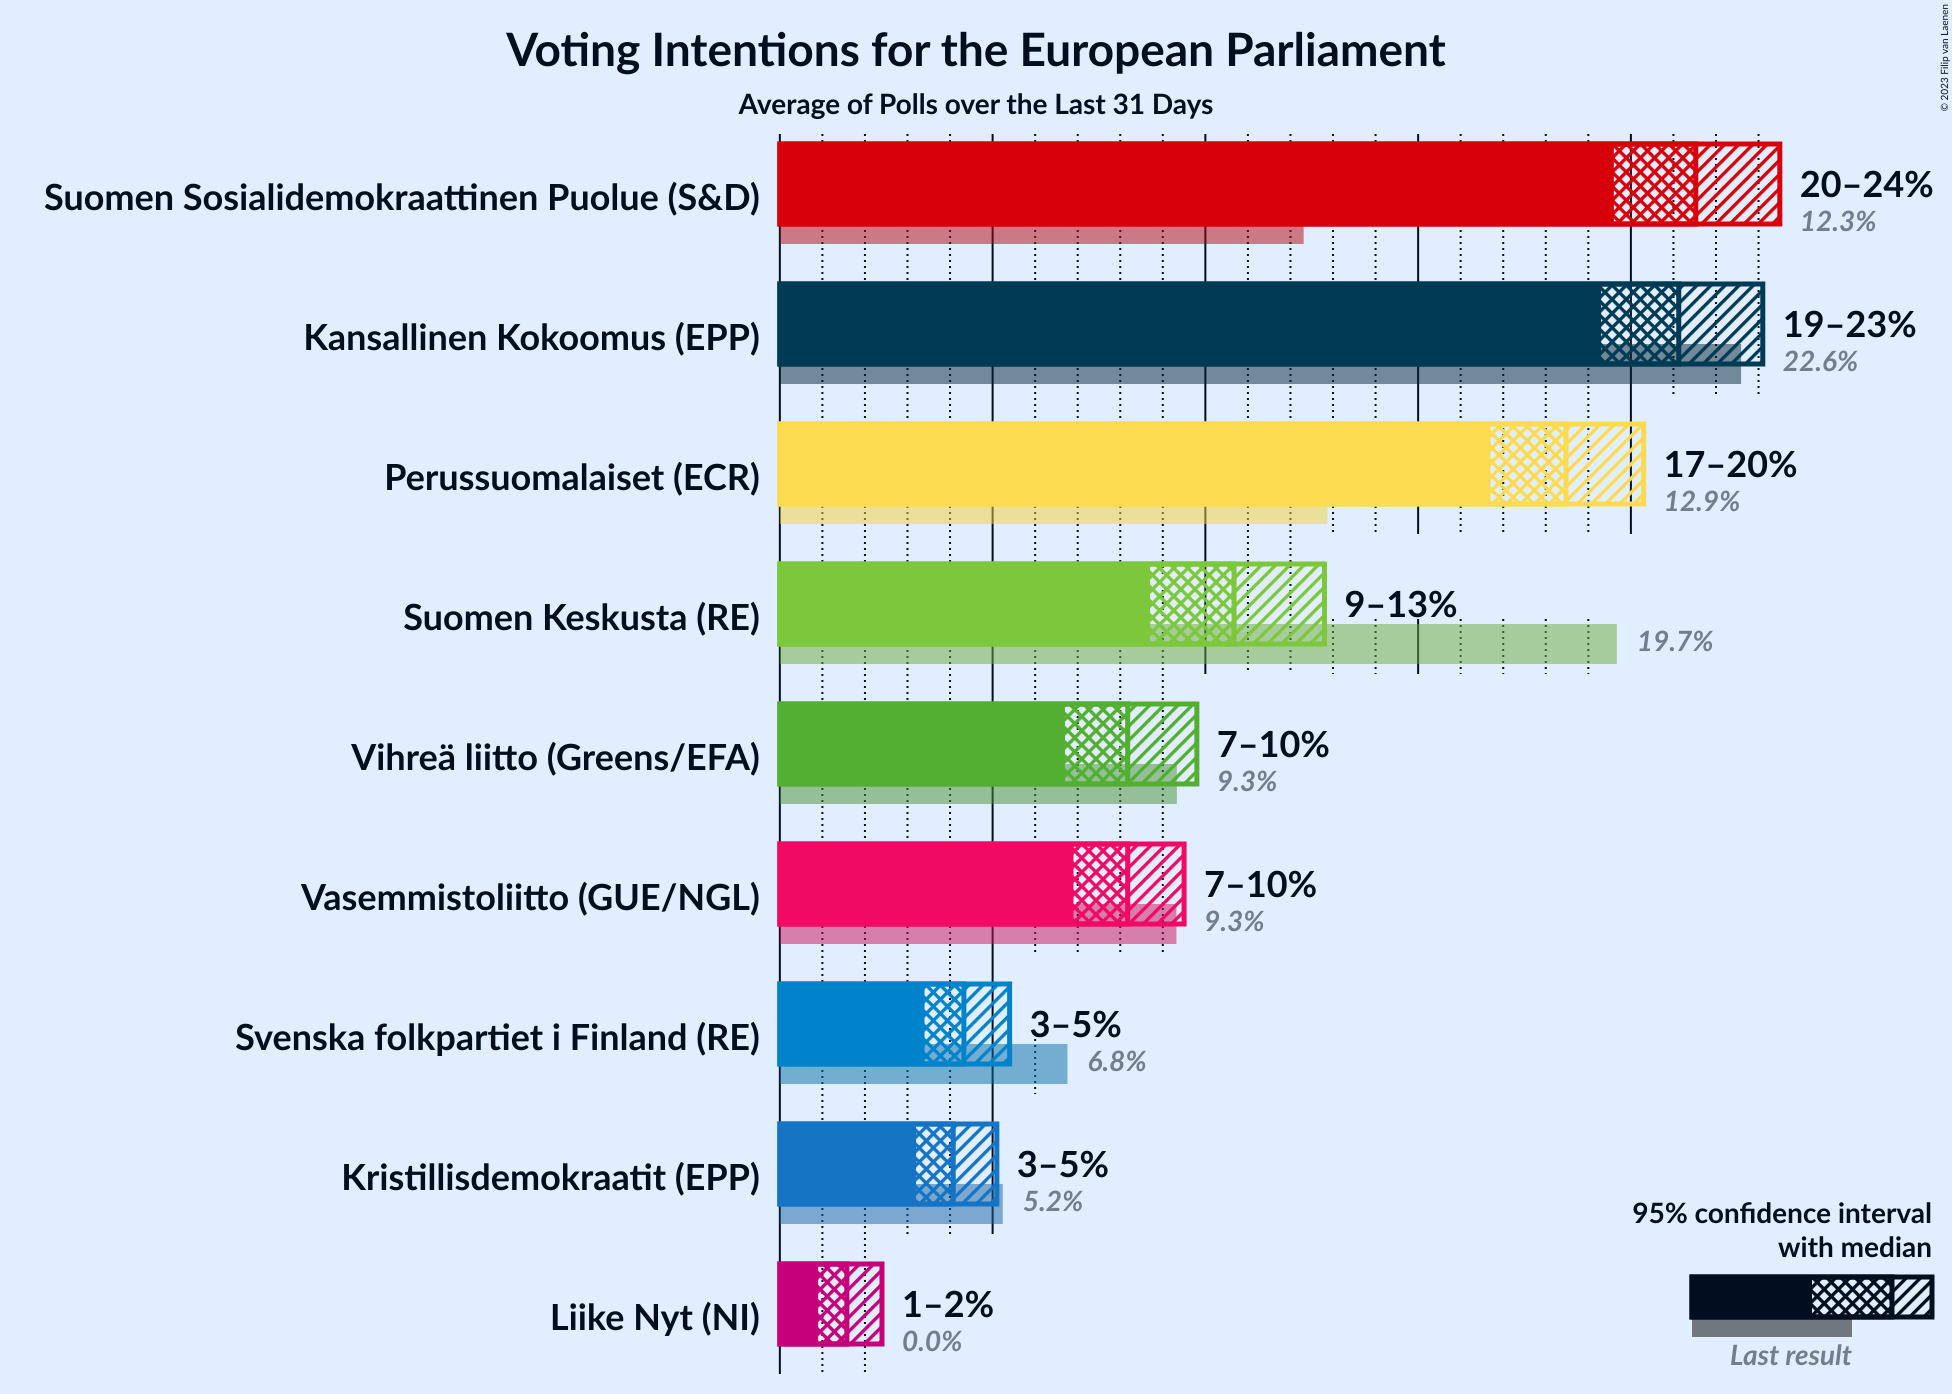 Voting Intentions for the European Parliament
Average of Polls over the Last 31 Days
© 2023 Filip van Laenen
Suomen Sosialidemokraattinen Puolue (S&D)
20–24%
12.3%
Kansallinen Kokoomus (EPP)
19–23%
22.6%
Perussuomalaiset (ECR)
17–20%
12.9%
Suomen Keskusta (RE)
9–13%
19.7%
Vihreä liitto (Greens/EFA)
7–10%
9.3%
Vasemmistoliitto (GUE/NGL)
7–10%
9.3%
Svenska folkpartiet i Finland (RE)
3–5%
6.8%
Kristillisdemokraatit (EPP)
3–5%
5.2%
Liike Nyt (NI)
1–2%
0.0%
95% confidence interval
with median
Last result